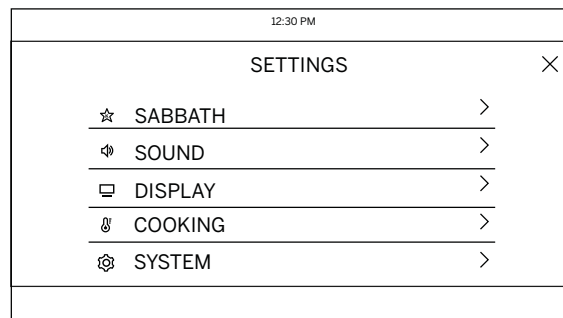 12:30 PM
SETTINGS
SABBATH
SOUND
DISPLAY
COOKING
SYSTEM